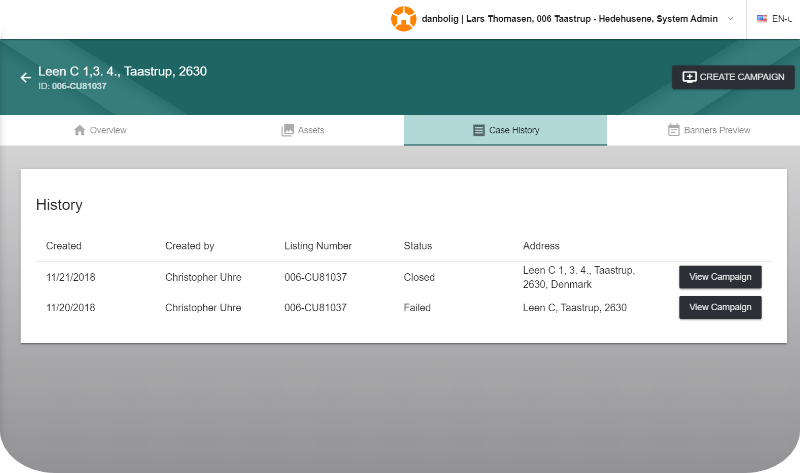 danbolig | Lars Thomasen, 006 Taastrup - Hedehusene, System Admin
EN-U
Leen C 1,3. 4., Taastrup, 2630
ID: 006-CU81037
CREATE CAMPAIGN
Overview
Assets
Case History
Banners Preview
History
Created Created by Listing Number Status Address
11/21/2018 Christopher Uhre 006-CU81037 Closed Leen C 1, 3. 4., Taastrup, 2630, Denmark View Campaign
11/20/2018 Christopher Uhre 006-CU81037 Failed Leen C, Taastrup, 2630 View Campaign